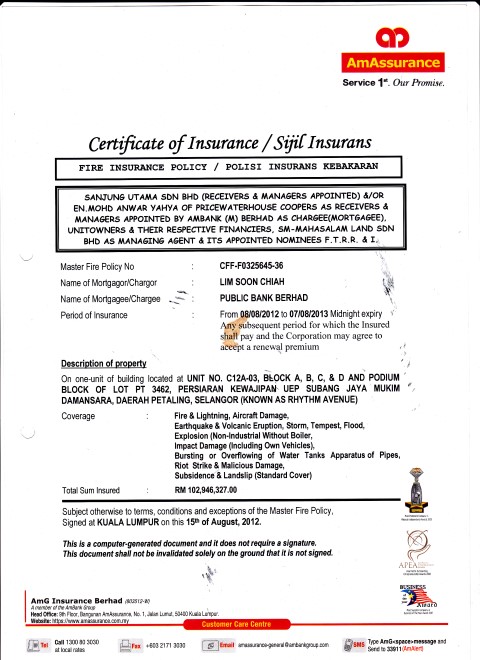 AmAssurance
Service 1st. Our Promise.
Certificate of Insurance / Sijil Insurans
FIRE INSURANCE POLICY / POLISI INSURANS KEBAKARAN
SANJUNG UTAMA SDN BHD (RECEIVERS & MANAGERS APPOINTED) &/OR
EN.MOHD ANWAR YAHYA OF PRICEWATERHOUSE COOPERS AS RECEIVERS &
MANAGERS APPOINTED BY AMBANK (M) BERHAD AS CHARGEE(MORTGAGEE),
UNITOWNERS & THEIR RESPECTIVE FINANCIERS, SM-MAHASALAM LAND SDN
BHD AS MANAGING AGENT & ITS APPOINTED NOMINEES F.T.R.R. & I.
Master Fire Policy No : CFF-F0325645-36
Name of Mortgagor/Chargor : LIM SOON CHIAH
Name of Mortgagee/Chargee : PUBLIC BANK BERHAD
Period of Insurance : From 08/08/2012 to 07/08/2013 Midnight expiry
Any subsequent period for which the Insured
shall pay and the Corporation may agree to
accept a renewal premium
Description of property
On one-unit of building located at UNIT NO. C12A-03, BLOCK A, B, C, & D AND PODIUM
BLOCK OF LOT PT 3462, PERSIARAN KEWAJIPAN UEP SUBANG JAYA MUKIM
DAMANSARA, DAERAH PETALING, SELANGOR (KNOWN AS RHYTHM AVENUE)
Coverage : Fire & Lightning, Aircraft Damage,
Earthquake & Volcanic Eruption, Storm, Tempest, Flood,
Explosion (Non-Industrial Without Boiler,
Impact Damage (Including Own Vehicles),
Bursting or Overflowing of Water Tanks Apparatus of Pipes,
Riot Strike & Malicious Damage,
Subsidence & Landslip (Standard Cover)
Total Sum Insured : RM 102,946,327.00
Subject otherwise to terms, conditions and exceptions of the Master Fire Policy,
Signed at KUALA LUMPUR on this 15th of August, 2012.
This is a computer-generated document and it does not require a signature.
This document shall not be invalidated solely on the ground that it is not signed.
APEA
BUSINESS
Award
AmG Insurance Berhad (603512-W)
A member of the AmBank Group
Head Office: 9th Floor, Bangunan AmAssurance, No. 1, Jalan Lumut, 50400 Kuala Lumpur.
Website: https://www.amassurance.com.my
Customer Care Centre
Tel Call 1300 80 3030
at local rates
Fax +603 2171 3030
Email amassurance-general@ambankgroup.com
SMS Type AmG<space>message and
Send to 33911 (AmAlert)